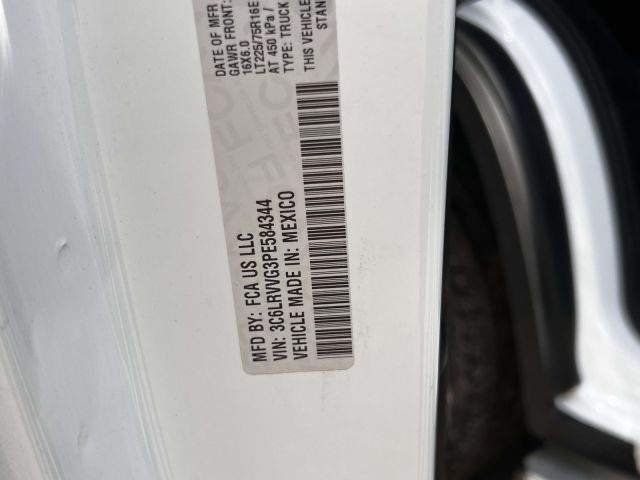 DATE OF MFR
GAWR FRONT:
16X6.0
LT225/75R16E
AT 450 kPa /
TYPE: TRUCK
THIS VEHICLE
STAN
MFD BY: FCA US LLC
VIN: 3C6LRVVG3PE584344
VEHICLE MADE IN: MEXICO